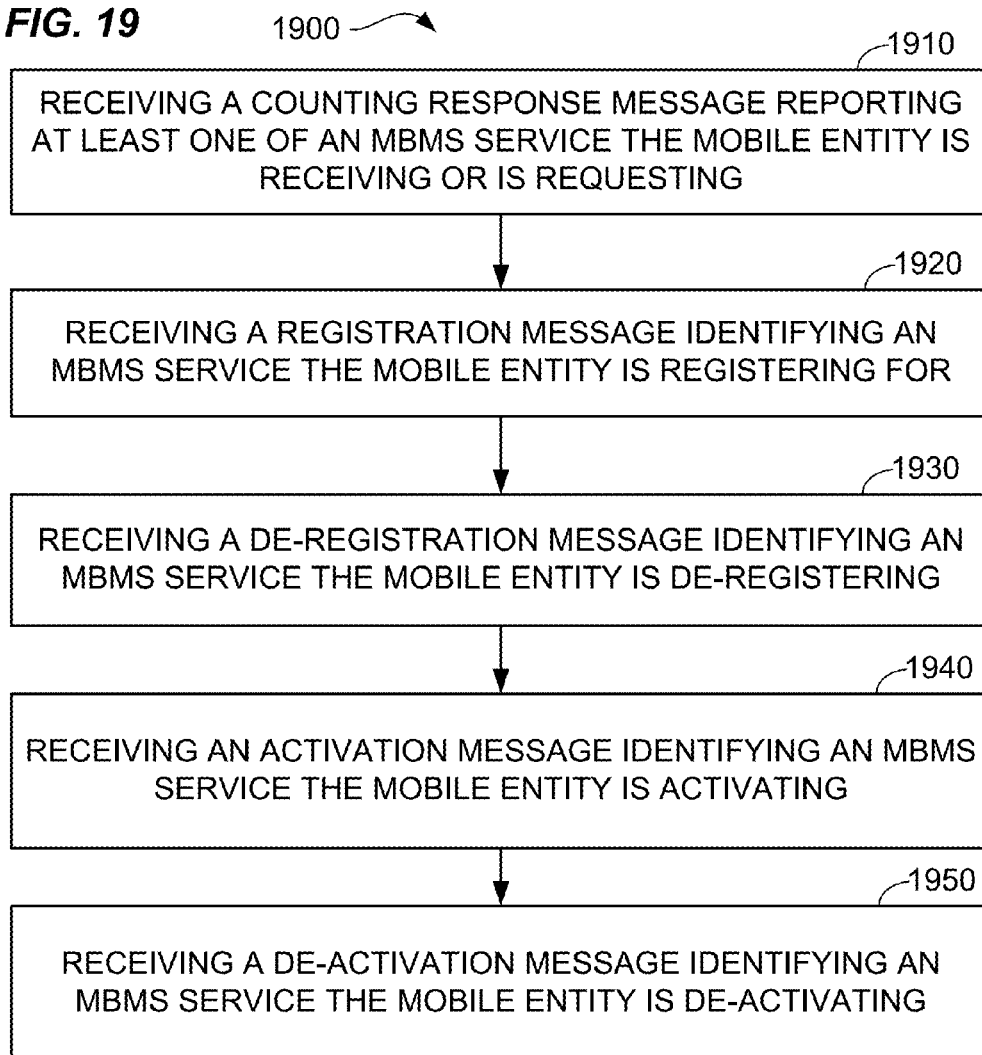 FIG. 19
1900
1910
RECEIVING A COUNTING RESPONSE MESSAGE REPORTING
AT LEAST ONE OF AN MBMS SERVICE THE MOBILE ENTITY IS
RECEIVING OR IS REQUESTING
1920
RECEIVING A REGISTRATION MESSAGE IDENTIFYING AN
MBMS SERVICE THE MOBILE ENTITY IS REGISTERING FOR
1930
RECEIVING A DE-REGISTRATION MESSAGE IDENTIFYING AN
MBMS SERVICE THE MOBILE ENTITY IS DE-REGISTERING
1940
RECEIVING AN ACTIVATION MESSAGE IDENTIFYING AN MBMS
SERVICE THE MOBILE ENTITY IS ACTIVATING
1950
RECEIVING A DE-ACTIVATION MESSAGE IDENTIFYING AN
MBMS SERVICE THE MOBILE ENTITY IS DE-ACTIVATING